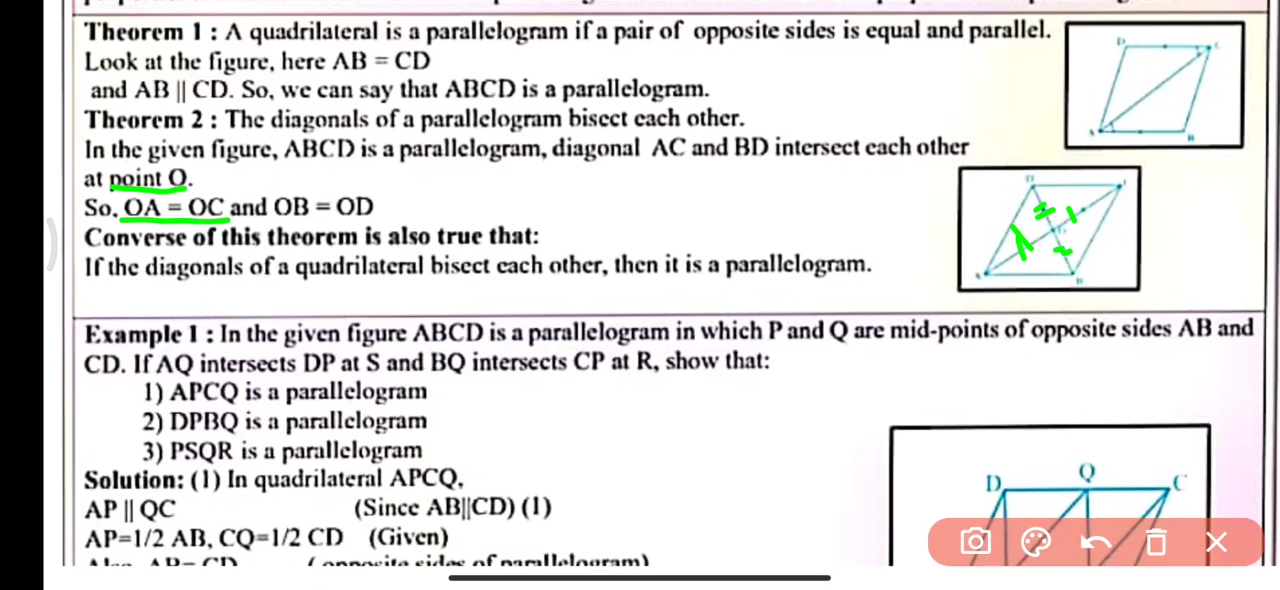 Theorem 1 : A quadrilateral is a parallelogram if a pair of opposite sides is equal and parallel.
Look at the figure, here AB = CD
and AB || CD. So, we can say that ABCD is a parallelogram.
Theorem 2 : The diagonals of a parallelogram bisect each other.
In the given figure, ABCD is a parallelogram, diagonal AC and BD intersect each other
at point O.
So, OA = OC and OB = OD
Converse of this theorem is also true that:
If the diagonals of a quadrilateral bisect each other, then it is a parallelogram.
Example 1 : In the given figure ABCD is a parallelogram in which P and Q are mid-points of opposite sides AB and
CD. If AQ intersects DP at S and BQ intersects CP at R, show that:
1) APCQ is a parallelogram
2) DPBQ is a parallelogram
3) PSQR is a parallelogram
Solution: (1) In quadrilateral APCQ,
AP || QC (Since AB||CD) (1)
AP=1/2 AB, CQ=1/2 CD (Given)
D Q C